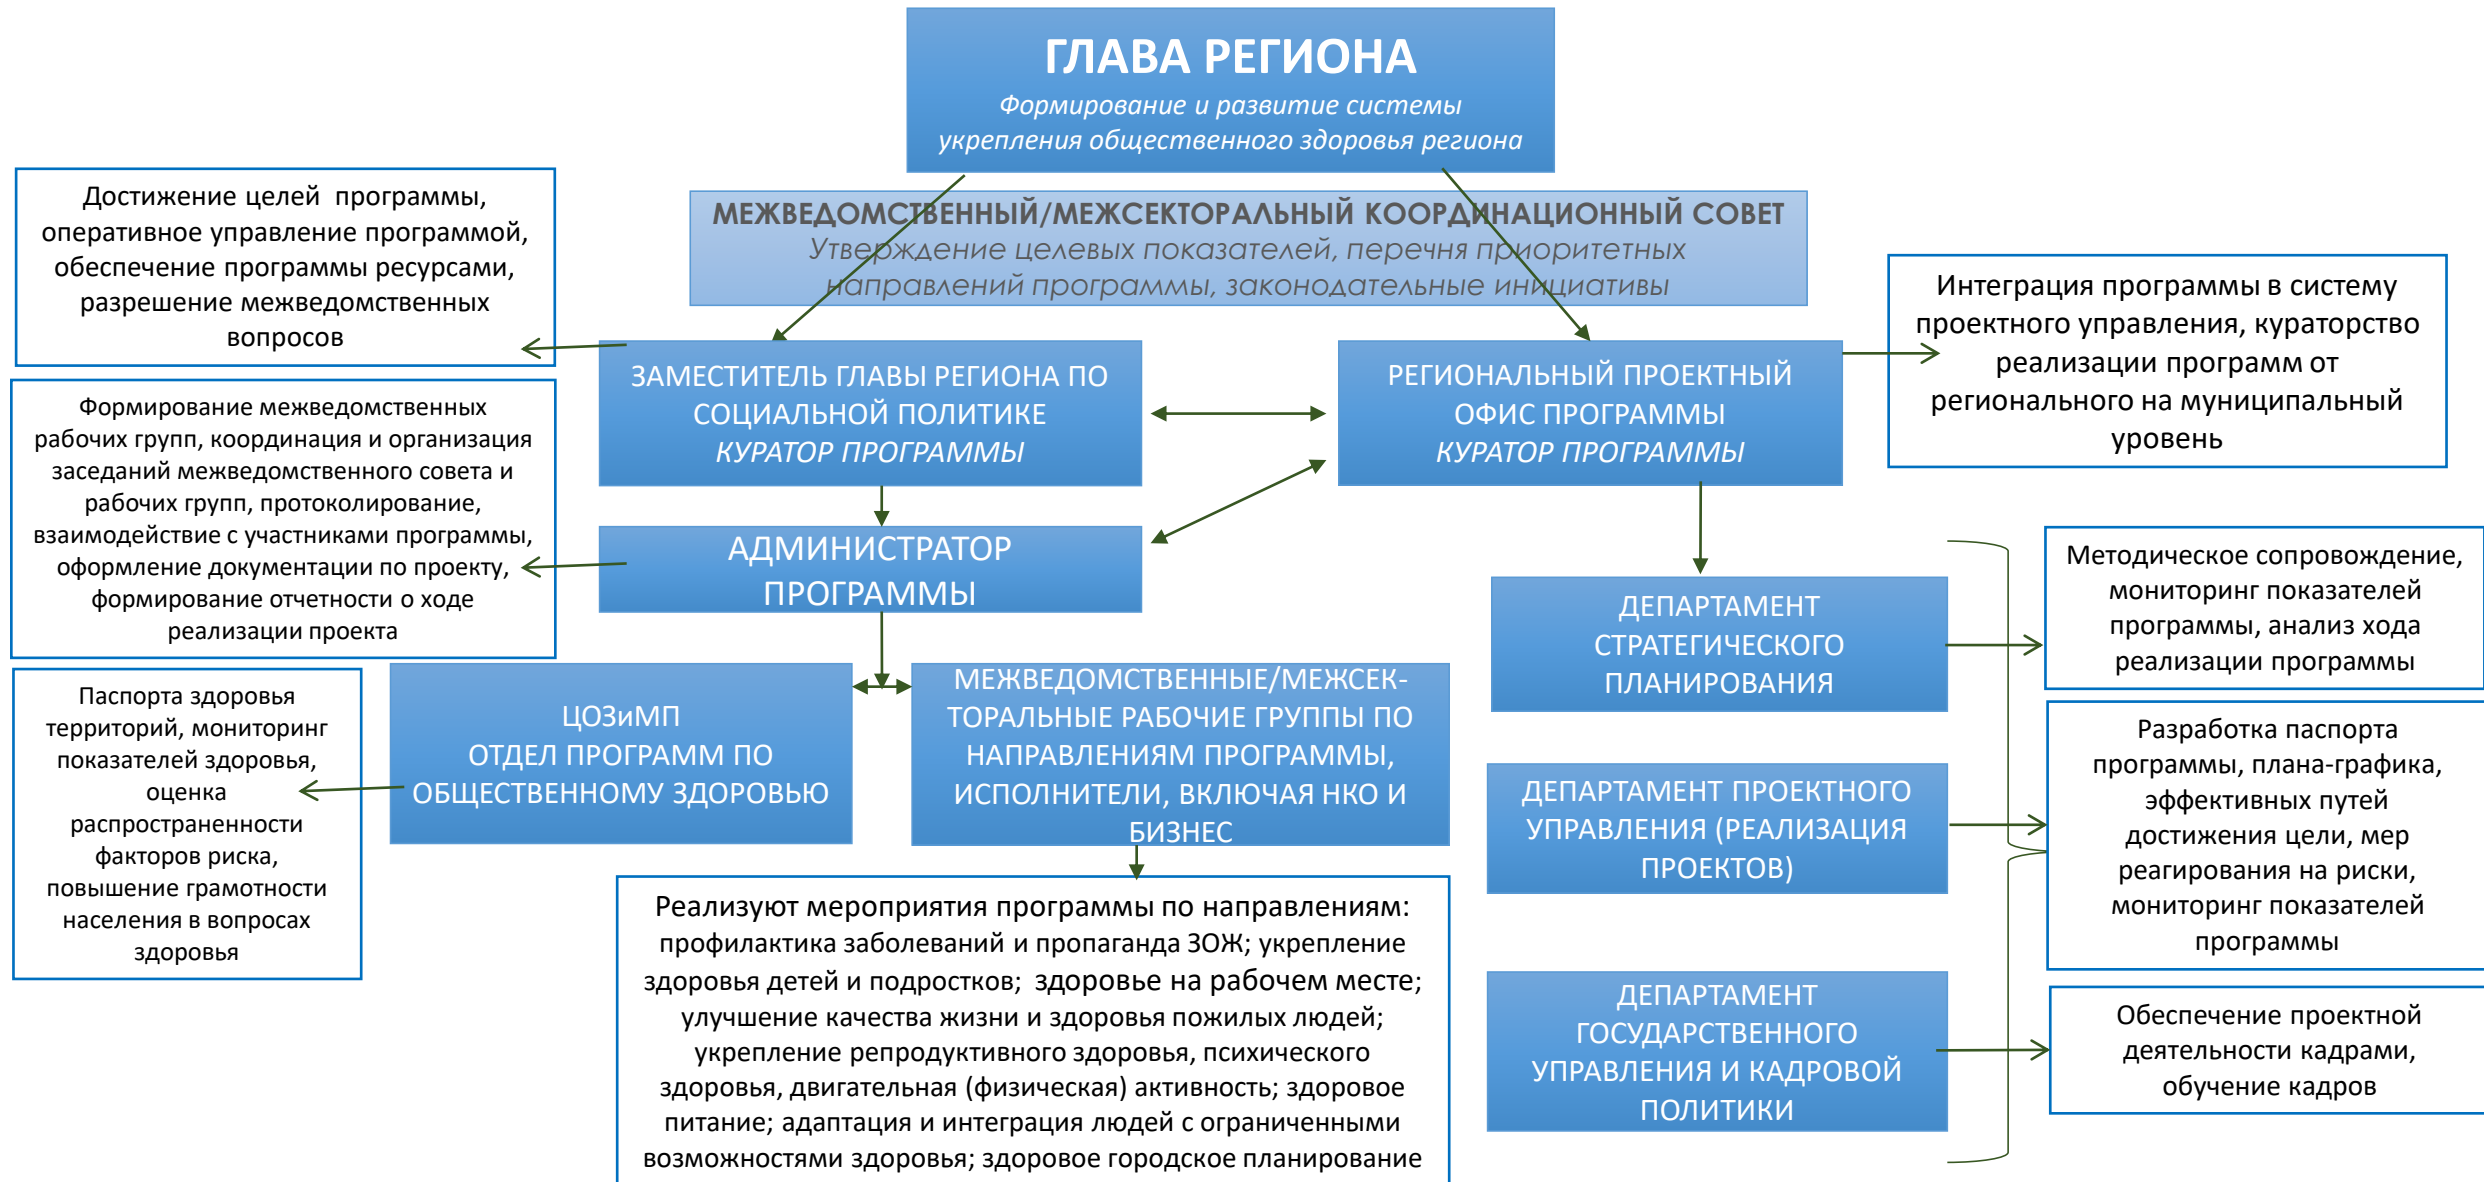 ГЛАВА РЕГИОНА
Формирование и развитие системы
укрепления общественного здоровья региона
МЕЖВЕДОМСТВЕННЫЙ/МЕЖСЕКТОРАЛЬНЫЙ КООРДИНАЦИОННЫЙ СОВЕТ
Утверждение целевых показателей, перечня приоритетных
направлений программы, законодательные инициативы
Достижение целей программы,
оперативное управление программой,
обеспечение программы ресурсами,
разрешение межведомственных
вопросов
ЗАМЕСТИТЕЛЬ ГЛАВЫ РЕГИОНА ПО
СОЦИАЛЬНОЙ ПОЛИТИКЕ
КУРАТОР ПРОГРАММЫ
РЕГИОНАЛЬНЫЙ ПРОЕКТНЫЙ
ОФИС ПРОГРАММЫ
КУРАТОР ПРОГРАММЫ
Интеграция программы в систему
проектного управления, кураторство
реализации программ от
регионального на муниципальный
уровень
Формирование межведомственных
рабочих групп, координация и организация
заседаний межведомственного совета и
рабочих групп, протоколирование,
взаимодействие с участниками программы,
оформление документации по проекту,
формирование отчетности о ходе
реализации проекта
АДМИНИСТРАТОР
ПРОГРАММЫ
ДЕПАРТАМЕНТ
СТРАТЕГИЧЕСКОГО
ПЛАНИРОВАНИЯ
Методическое сопровождение,
мониторинг показателей
программы, анализ хода
реализации программы
Паспорта здоровья
территорий, мониторинг
показателей здоровья,
оценка
распространенности
факторов риска,
повышение грамотности
населения в вопросах
здоровья
ЦОЗиМП
ОТДЕЛ ПРОГРАММ ПО
ОБЩЕСТВЕННОМУ ЗДОРОВЬЮ
МЕЖВЕДОМСТВЕННЫЕ/МЕЖСЕК-
ТОРАЛЬНЫЕ РАБОЧИЕ ГРУППЫ ПО
НАПРАВЛЕНИЯМ ПРОГРАММЫ,
ИСПОЛНИТЕЛИ, ВКЛЮЧАЯ НКО И
БИЗНЕС
ДЕПАРТАМЕНТ ПРОЕКТНОГО
УПРАВЛЕНИЯ (РЕАЛИЗАЦИЯ
ПРОЕКТОВ)
Разработка паспорта
программы, плана-графика,
эффективных путей
достижения цели, мер
реагирования на риски,
мониторинг показателей
программы
Реализуют мероприятия программы по направлениям:
профилактика заболеваний и пропаганда ЗОЖ; укрепление
здоровья детей и подростков; здоровье на рабочем месте;
улучшение качества жизни и здоровья пожилых людей;
укрепление репродуктивного здоровья, психического
здоровья, двигательная (физическая) активность; здоровое
питание; адаптация и интеграция людей с ограниченными
возможностями здоровья; здоровое городское планирование
ДЕПАРТАМЕНТ
ГОСУДАРСТВЕННОГО
УПРАВЛЕНИЯ И КАДРОВОЙ
ПОЛИТИКИ
Обеспечение проектной
деятельности кадрами,
обучение кадров